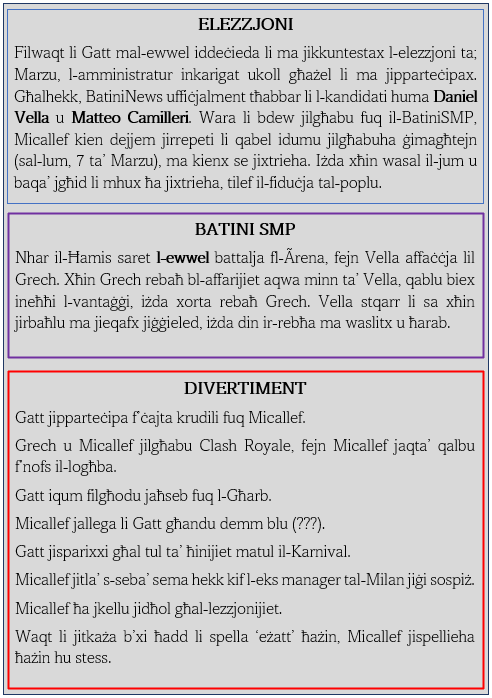 ELEZZJONI
Filwaqt li Gatt mal-ewwel iddeċieda li ma jikkuntestax l-elezzjoni ta;
Marzu, l-amministratur inkarigat ukoll għażel li ma jipparteċipax.
Għalhekk, BatiniNews uffiċjalment tħabbar li l-kandidati huma Daniel
Vella u Matteo Camilleri. Wara li bdew jilgħabu fuq il-BatiniSMP,
Micallef kien dejjem jirrepeti li qabel idumu jilgħabuha ġimagħtejn
(sal-lum, 7 ta’ Marzu), ma kienx se jixtrieha. Iżda xħin wasal il-jum u
baqa’ jgħid li mhux ħa jixtrieha, tilef il-fiduċja tal-poplu.
BATINI SMP
Nhar il-Ħamis saret l-ewwel battalja fl-Ãrena, fejn Vella affaċċja lil
Grech. Xħin Grech rebaħ bl-affarijiet aqwa minn ta’ Vella, qablu biex
ineħħi l-vantaġġi, iżda xorta rebaħ Grech. Vella stqarr li sa xħin
jirbaħlu ma jieqafx jiġġieled, iżda din ir-rebħa ma waslitx u ħarab.
DIVERTIMENT
Gatt jipparteċipa f’ċajta krudili fuq Micallef.
Grech u Micallef jilgħabu Clash Royale, fejn Micallef jaqta’ qalbu
f’nofs il-logħba.
Gatt iqum filgħodu jaħseb fuq l-Għarb.
Micallef jallega li Gatt għandu demm blu (???).
Gatt jisparixxi għal tul ta’ ħinijiet matul il-Karnival.
Micallef jitla’ s-seba’ sema hekk kif l-eks manager tal-Milan jiġi sospiż.
Micallef ħa jkellu jidħol għal-lezzjonijiet.
Waqt li jitkaża b’xi ħadd li spella ‘eżatt’ ħażin, Micallef jispellieha
ħażin hu stess.